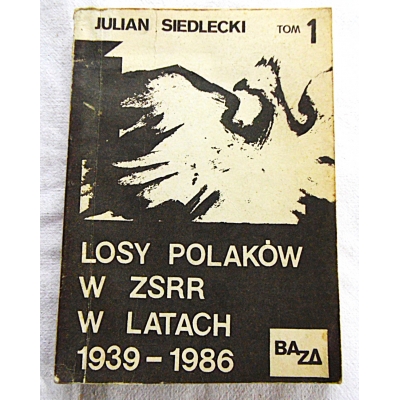 JULIAN SIEDLECKI TOM 1
LOSY POLAKÓW
W ZSRR
W LATACH
1939-1986
BAZA